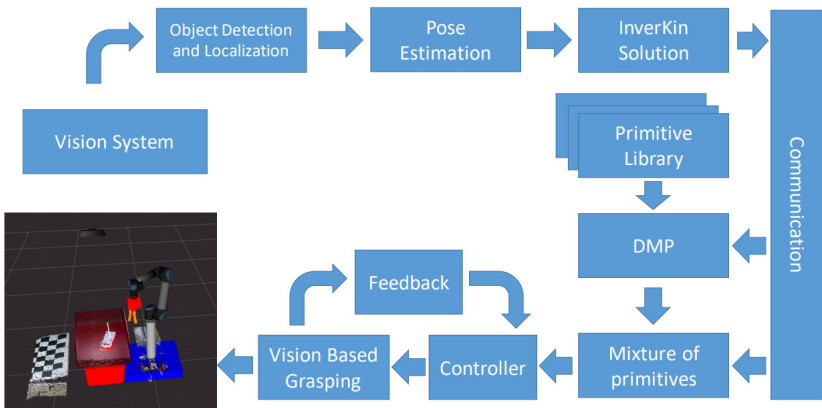 Object Detection
and Localization
Pose
Estimation
InverKin
Solution
Communication
Vision System
Primitive
Library
DMP
Feedback
Vision Based
Grasping
Controller
Mixture of
primitives